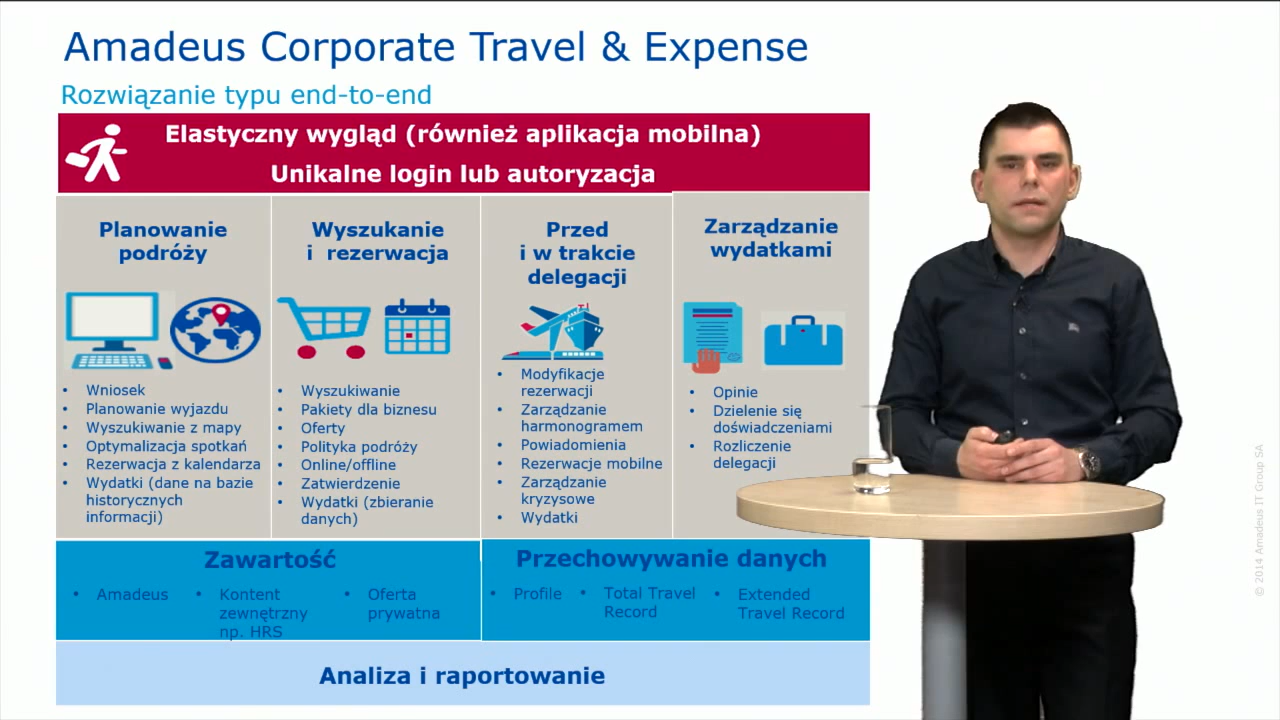 Amadeus Corporate Travel & Expense
Rozwiązanie typu end-to-end
Elastyczny wygląd (również aplikacja mobilna)
Unikalne login lub autoryzacja
Planowanie
podróży
• Wniosek
• Planowanie wyjazdu
• Wyszukiwanie z mapy
• Optymalizacja spotkań
• Rezerwacja z kalendarza
• Wydatki (dane na bazie
historycznych
informacji)
Wyszukanie
i rezerwacja
• Wyszukiwanie
• Pakiety dla biznesu
• Oferty
• Polityka podróży
• Online/offline
• Zatwierdzenie
• Wydatki (zbieranie
danych)
Przed
i w trakcie
delegacji
• Modyfikacje
rezerwacji
• Zarządzanie
harmonogramem
• Powiadomienia
• Rezerwacje mobilne
• Zarządzanie
kryzysowe
• Wydatki
Zarządzanie
wydatkami
• Opinie
• Dzielenie się
doświadczeniami
• Rozliczenie
delegacji
Zawartość
• Amadeus
• Kontent
zewnętrzny
np. HRS
• Oferta
prywatna
Przechowywanie danych
• Profile
• Total Travel
Record
• Extended
Travel Record
Analiza i raportowanie
© 2014 Amadeus IT Group SA